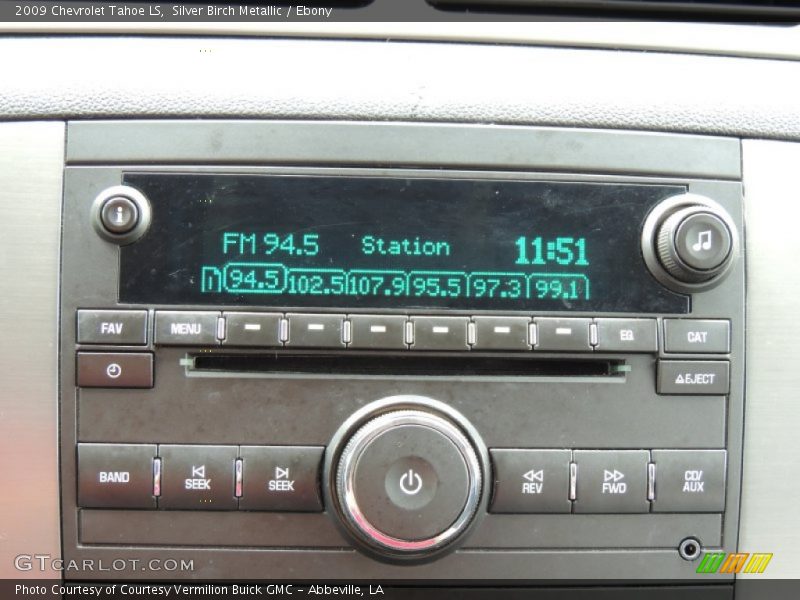 2009 Chevrolet Tahoe LS,  Silver Birch Metallic / Ebony
i
FM 94.5 Station 11:51
94.5 102.5 107.9 95.5 97.3 99.1
FAV MENU EQ CAT
EJECT
BAND SEEK SEEK REV FWD CD/
AUX
GTCARLOT.COM
Photo Courtesy of Courtesy Vermilion Buick GMC – Abbeville, LA